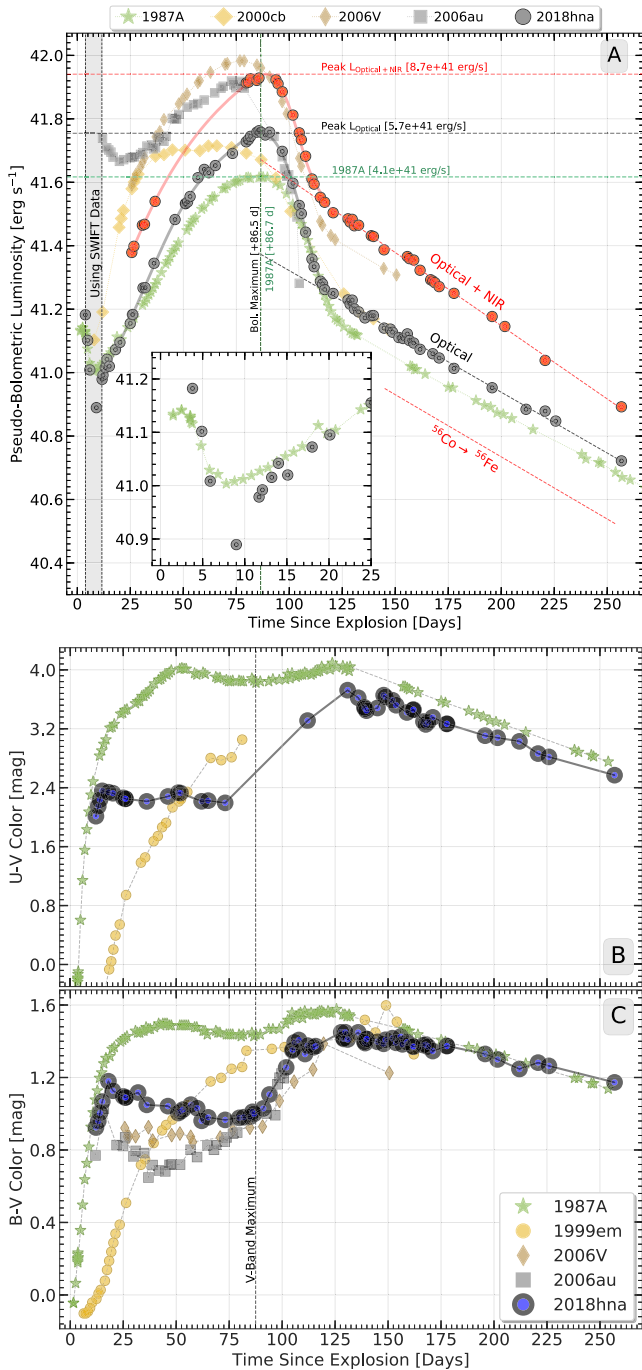 1987A 2000cb 2006V 2006au 2018hna
A
Pseudo-Bolometric Luminosity [erg s⁻¹]
42.0
41.8
41.6
41.4
41.2
41.0
40.8
40.6
40.4
Using SWIFT Data
Peak L_Optical+NIR [8.7e+41 erg/s]
Peak L_Optical [5.7e+41 erg/s]
1987A [4.1e+41 erg/s]
Bol. Maximum [+86.5 d]
1987A [+86.7 d]
Optical + NIR
Optical
⁵⁶Co → ⁵⁶Fe
41.2
41.1
41.0
40.9
0 5 10 15 20 25
0 25 50 75 100 125 150 175 200 225 250
Time Since Explosion [Days]
U-V Color [mag]
4.0
3.2
2.4
1.6
0.8
0.0
B
B-V Color [mag]
1.6
1.2
0.8
0.4
0.0
C
V-Band Maximum
1987A
1999em
2006V
2006au
2018hna
0 25 50 75 100 125 150 175 200 225 250
Time Since Explosion [Days]